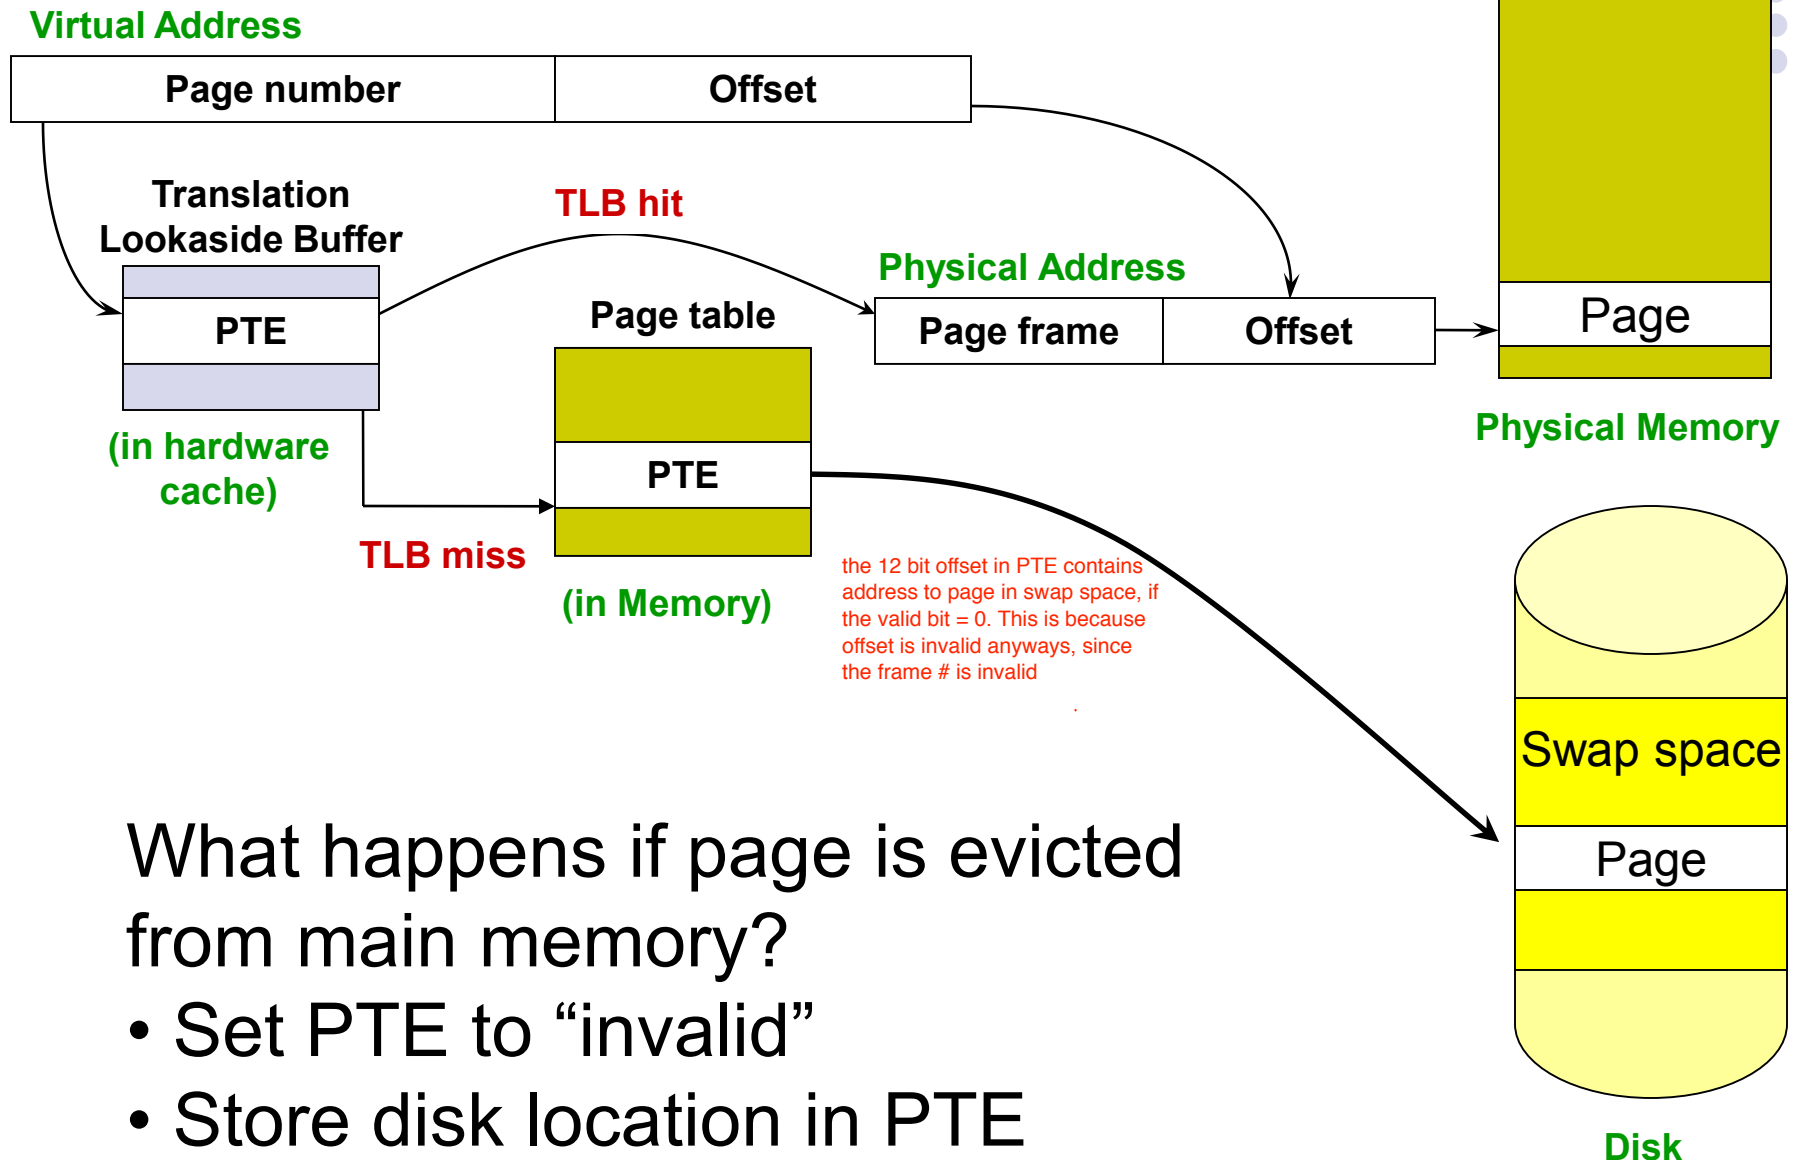 Virtual Address
Page number
Offset
Translation
Lookaside Buffer
TLB hit
Physical Address
PTE
Page table
Page frame
Offset
Page
(in hardware
cache)
Physical Memory
PTE
TLB miss
(in Memory)
the 12 bit offset in PTE contains
address to page in swap space, if
the valid bit = 0. This is because
offset is invalid anyways, since
the frame # is invalid
.
Swap space
Page
What happens if page is evicted
from main memory?
• Set PTE to “invalid”
• Store disk location in PTE
Disk